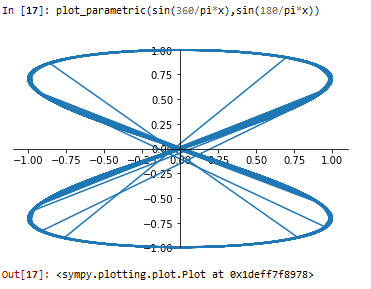 In [17]: plot_parametric(sin(360/pi*x),sin(180/pi*x))
1.00
0.75
0.50
0.25
-1.00 -0.75 -0.50 -0.25 0.00 0.25 0.50 0.75 1.00
-0.25
-0.50
-0.75
-1.00
Out[17]: <sympy.plotting.plot.Plot at 0x1deff7f8978>